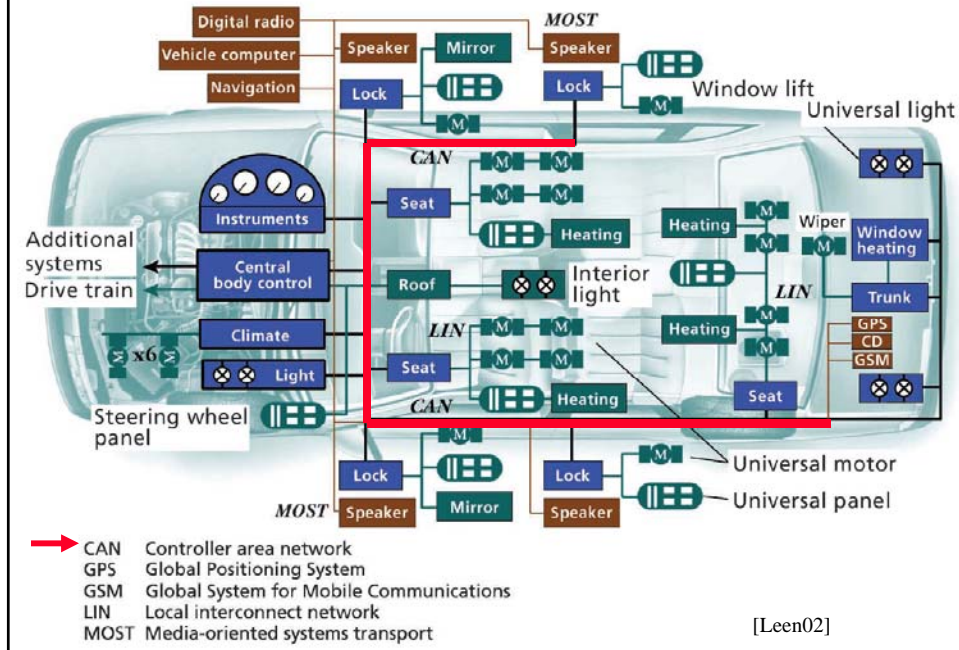 Digital radio
Vehicle computer
Navigation
MOST
Speaker
Mirror
Speaker
Lock
Lock
M
M
Window lift
Universal light
CAN
Instruments
Seat
M M
M M
Heating
Additional
systems
Drive train
Central
body control
Roof
Interior
light
Heating
M
M
Wiper
M
Window
heating
LIN
Trunk
Climate
M x6 M
Light
LIN
Seat
M M
M M
Heating
CAN
Heating
M
M
Seat
GPS
CD
GSM
Steering wheel
panel
Lock
M
Mirror
MOST
Speaker
Lock
M
Speaker
Universal motor
Universal panel
CAN Controller area network
GPS Global Positioning System
GSM Global System for Mobile Communications
LIN Local interconnect network
MOST Media-oriented systems transport
[Leen02]